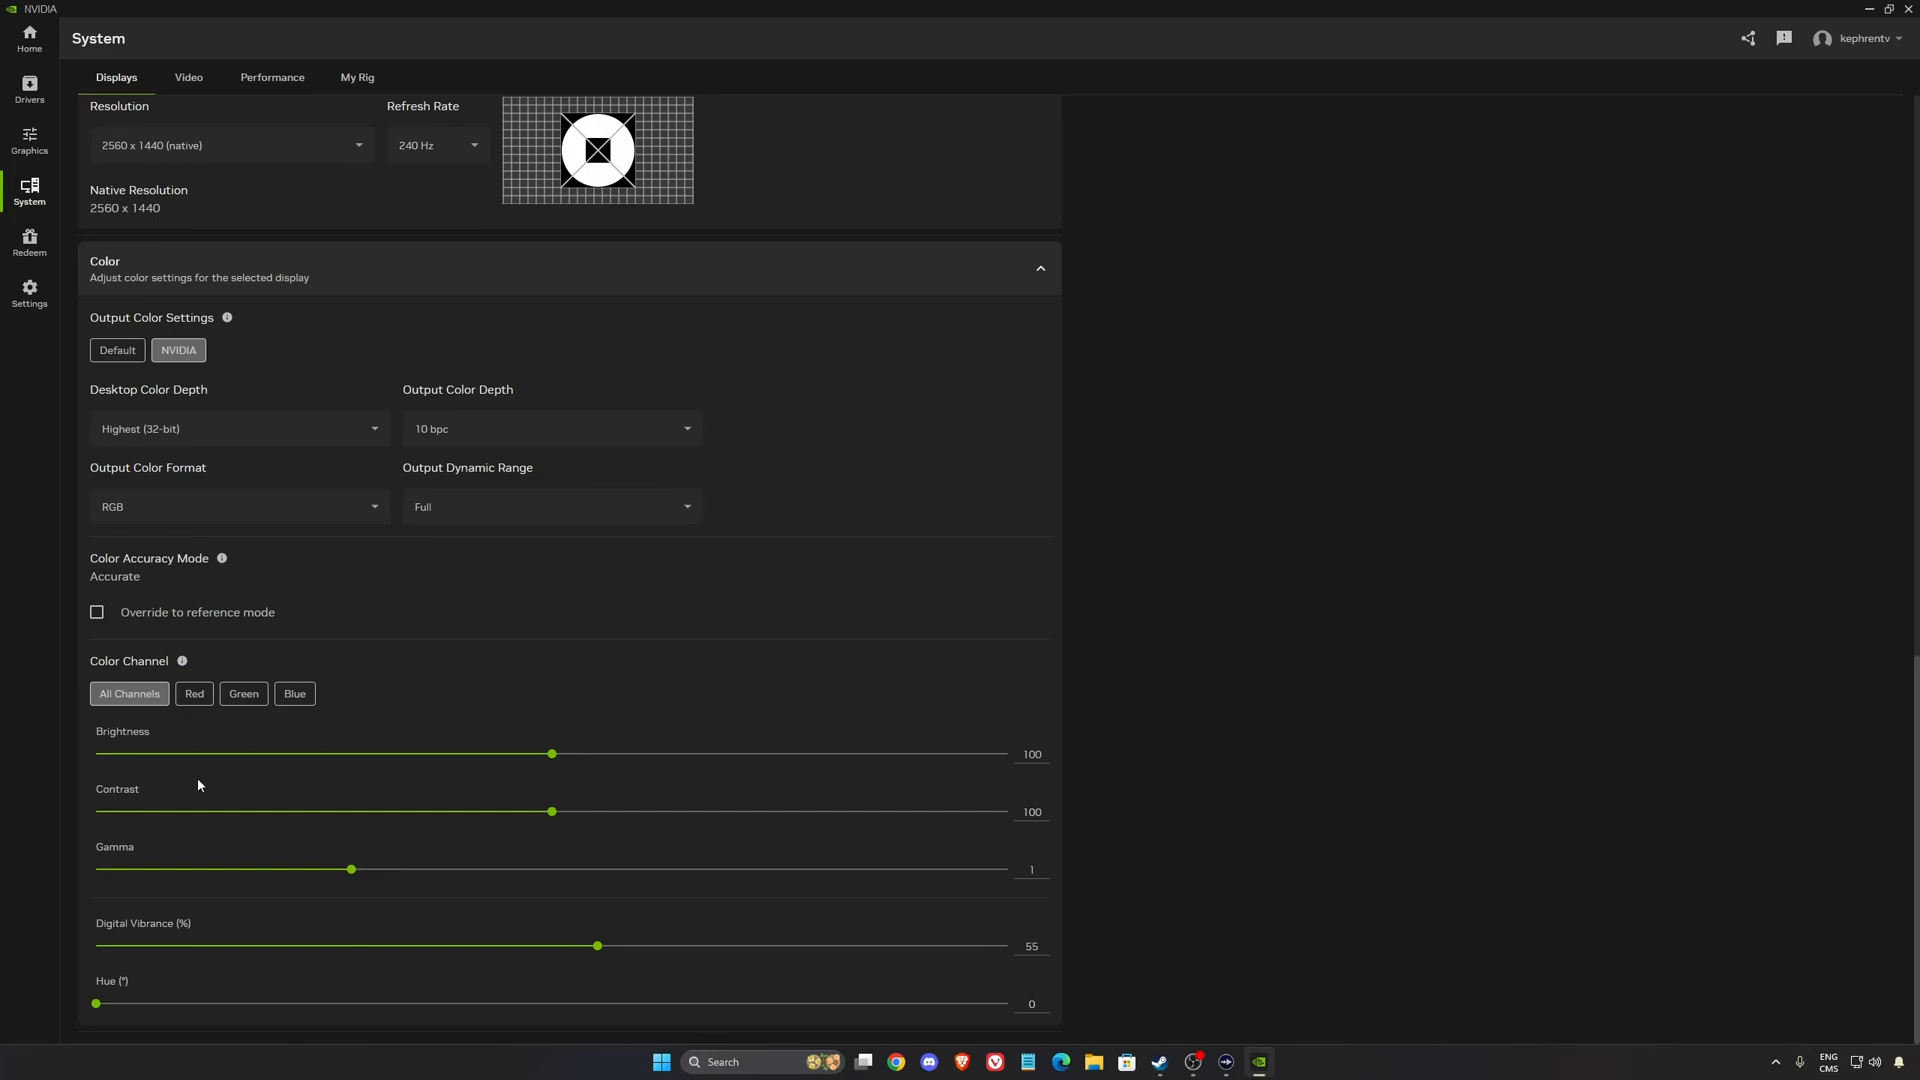 NVIDIA
System
kephrentv
Home
Drivers
Graphics
System
Redeem
Settings
Displays
Video
Performance
My Rig
Resolution
Refresh Rate
2560 x 1440 (native)
240 Hz
Native Resolution
2560 x 1440
Color
Adjust color settings for the selected display
Output Color Settings
Default
NVIDIA
Desktop Color Depth
Output Color Depth
Highest (32-bit)
10 bpc
Output Color Format
Output Dynamic Range
RGB
Full
Color Accuracy Mode
Accurate
Override to reference mode
Color Channel
All Channels
Red
Green
Blue
Brightness
100
Contrast
100
Gamma
1
Digital Vibrance (%)
55
Hue (°)
0
Search
ENG
CMS